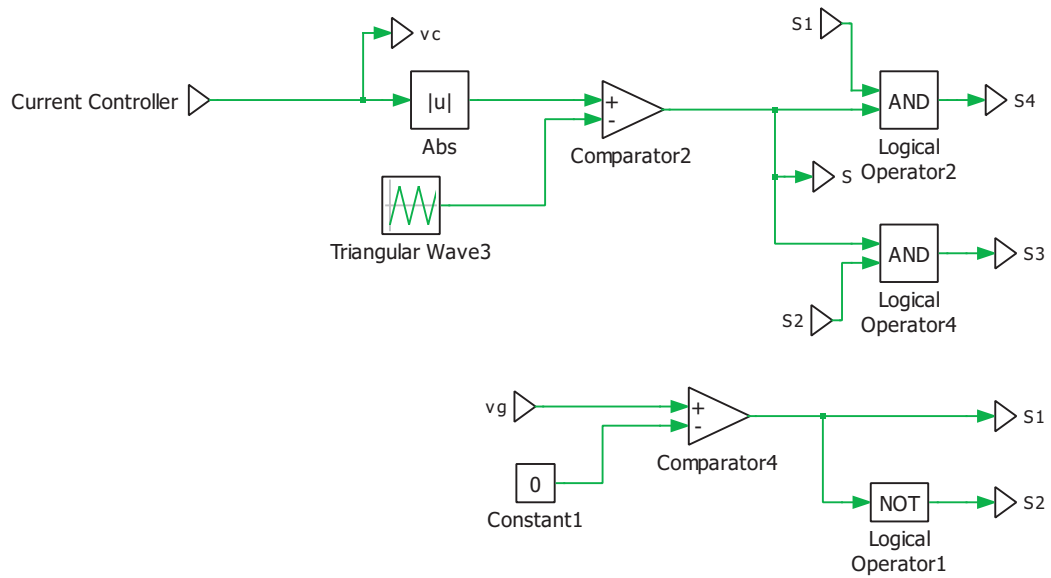 S1
vc
Current Controller
|u|
+
-
AND
S4
Abs
Comparator2
Logical
Operator2
S
Triangular Wave3
AND
S3
Logical
Operator4
S2
vg
+
-
S1
Comparator4
0
Constant1
NOT
S2
Logical
Operator1